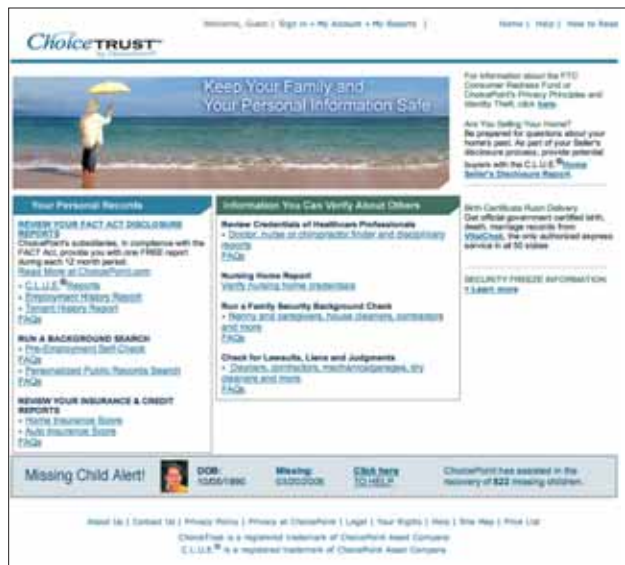 Welcome, Guest | Sign in • My Account • My Reports |
Home | Help | How to Read
ChoiceTRUST™
by ChoicePoint®
Keep Your Family and
Your Personal Information Safe
For information about the FTC
Consumer Redress Fund or
ChoicePoint's Privacy Principles and
Identity Theft, click here.
Are You Selling Your Home?
Be prepared for questions about your
home's past. As part of your Seller's
disclosure process, provide potential
buyers with the C.L.U.E.® Home
Seller's Disclosure Report.
Birth Certificate Rush Delivery
Get official government certified birth,
death, marriage records from
VitalChek, the only authorized express
service in all 50 states
SECURITY FREEZE INFORMATION
• Learn more
Your Personal Records
REVIEW YOUR FACT ACT DISCLOSURE
REPORTS
ChoicePoint's subsidiaries, in compliance with the
FACT Act, provide you with one FREE report
during each 12 month period.
Read More at ChoicePoint.com
• C.L.U.E.® Reports
• Employment History Report
• Tenant History Report
FAQs
RUN A BACKGROUND SEARCH
• Pre-Employment Self-Check
FAQs
• Personalized Public Records Search
FAQs
REVIEW YOUR INSURANCE & CREDIT
REPORTS
• Home Insurance Score
• Auto Insurance Score
FAQs
Information You Can Verify About Others
Review Credentials of Healthcare Professionals
• Doctor, nurse or chiropractor finder and disciplinary
reports
FAQs
Nursing Home Report
Verify nursing home credentials
Run a Family Security Background Check
• Nanny and caregivers, house cleaners, contractors
and more
FAQs
Check for Lawsuits, Liens and Judgments
• Cleaners, contractors, mechanics/garages, dry
cleaners and more
FAQs
Missing Child Alert!
DOB:
Missing:
Click here
TO HELP
ChoicePoint has assisted in the
recovery of 822 missing children.
About Us | Contact Us | Privacy Policy | Privacy at ChoicePoint | Legal | Your Rights | Help | Site Map | Price List
ChoiceTrust is a registered trademark of ChoicePoint Asset Company
C.L.U.E.® is a registered trademark of ChoicePoint Asset Company